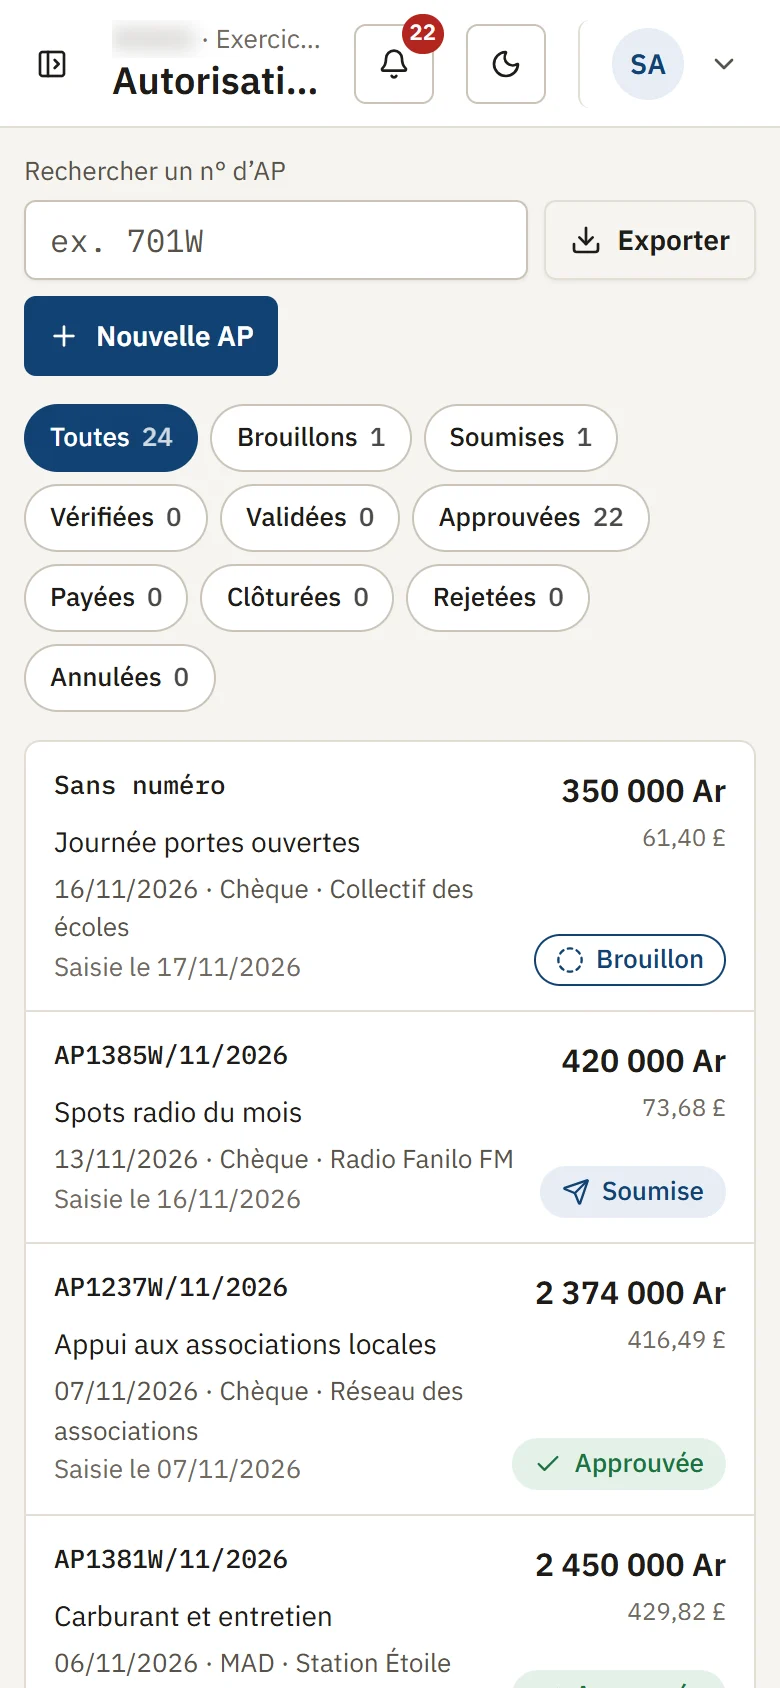 · Exercic...
Autorisati...
22
SA
Rechercher un n° d’AP
ex. 701W
Exporter
Nouvelle AP
Toutes 24
Brouillons 1
Soumises 1
Vérifiées 0
Validées 0
Approuvées 22
Payées 0
Clôturées 0
Rejetées 0
Annulées 0
Sans numéro
350 000 Ar
Journée portes ouvertes
61,40 £
16/11/2026 · Chèque · Collectif des
écoles
Saisie le 17/11/2026
Brouillon
AP1385W/11/2026
420 000 Ar
Spots radio du mois
73,68 £
13/11/2026 · Chèque · Radio Fanilo FM
Saisie le 16/11/2026
Soumise
AP1237W/11/2026
2 374 000 Ar
Appui aux associations locales
416,49 £
07/11/2026 · Chèque · Réseau des
associations
Saisie le 07/11/2026
Approuvée
AP1381W/11/2026
2 450 000 Ar
Carburant et entretien
429,82 £
06/11/2026 · MAD · Station Étoile